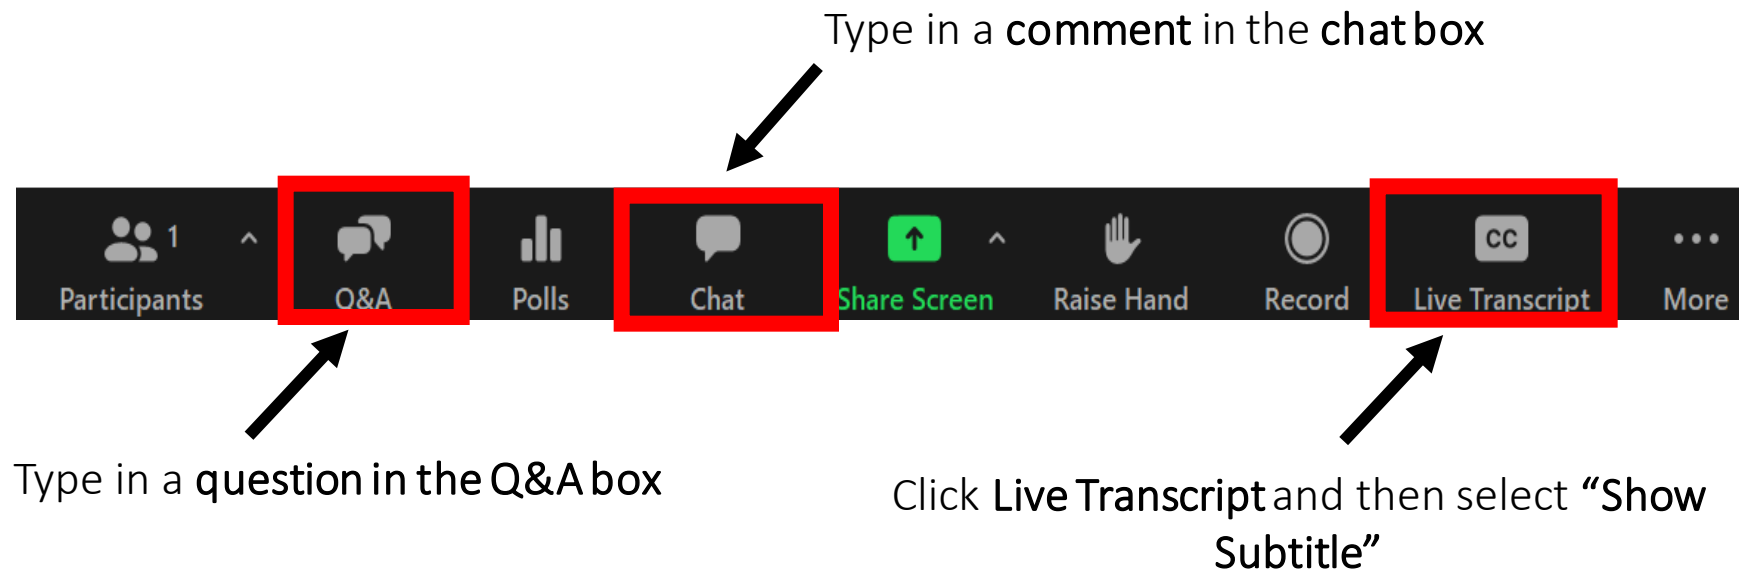 Type in a comment in the chat box
1
Participants
Q&A
Polls
Chat
Share Screen
Raise Hand
Record
CC
Live Transcript
More
Type in a question in the Q&A box
Click Live Transcript and then select “Show
Subtitle”